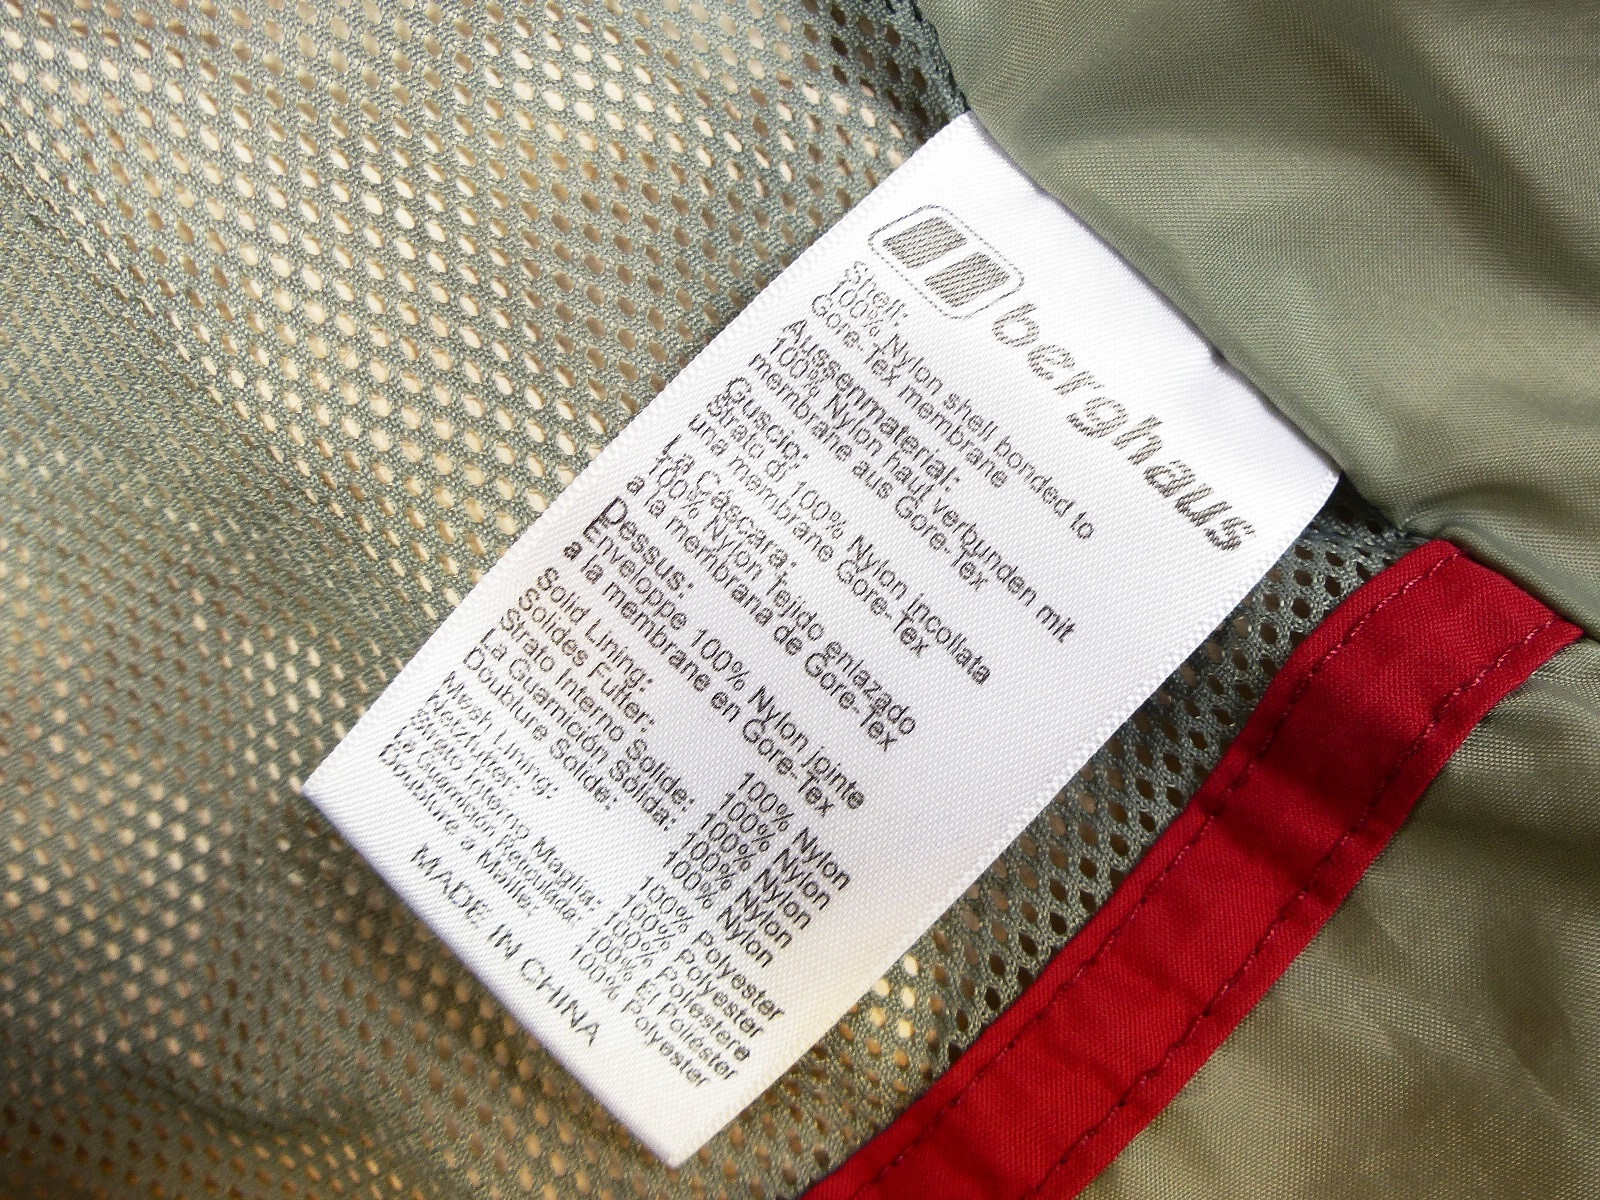 berghaus
Shell:
100% Nylon shell bonded to
Gore-Tex membrane
Aussenmaterial:
100% Nylon haut verbunden mit
membrane aus Gore-Tex
Guscio:
Strato di 100% Nylon incollata
una membrane Gore-Tex
La Cascara:
100% Nylon Tejido enlazado
a la membrana de Gore-Tex
Dessus:
Enveloppe 100% Nylon jointe
a la membrane en Gore-Tex
Solid Lining: 100% Nylon
Solides Futter: 100% Nylon
Strato Interno Solide: 100% Nylon
La Guarnición Sólida: 100% Nylon
Doublure Solide: 100% Nylon
Mesh Lining: 100% Polyester
Netzfutter: 100% Polyester
Strato Interno Maglia: 100% Poliestere
La Guarnición Reticulada: 100% El Poliéster
Doublure a Mailler: 100% Polyester
MADE IN CHINA